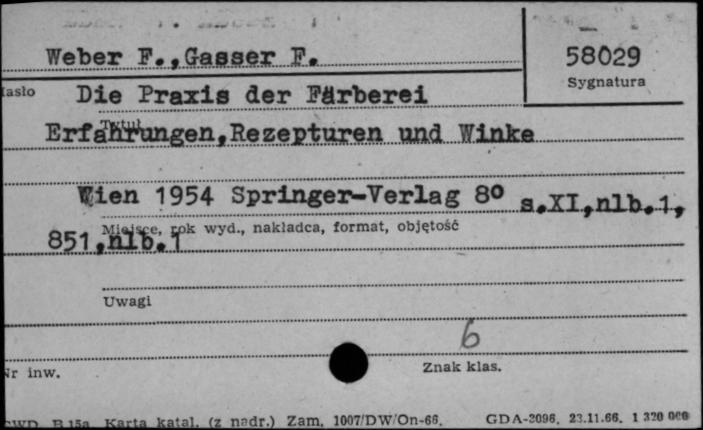 Weber F.,Gasser F.
58029
Sygnatura
Hasło
Die Praxis der Färberei
Tytuł
Erfahrungen,Rezepturen und Winke
Wien 1954 Springer-Verlag 8º s.XI,nlb.1,
Miejsce, rok wyd., nakładca, format, objętość
851,nlb.1
Uwagi
6
Nr inw.
Znak klas.
B 15a Karta katal. (z nadr.) Zam. 1007/DW/On-66. GDA-2096. 23.11.66. 1 320 000